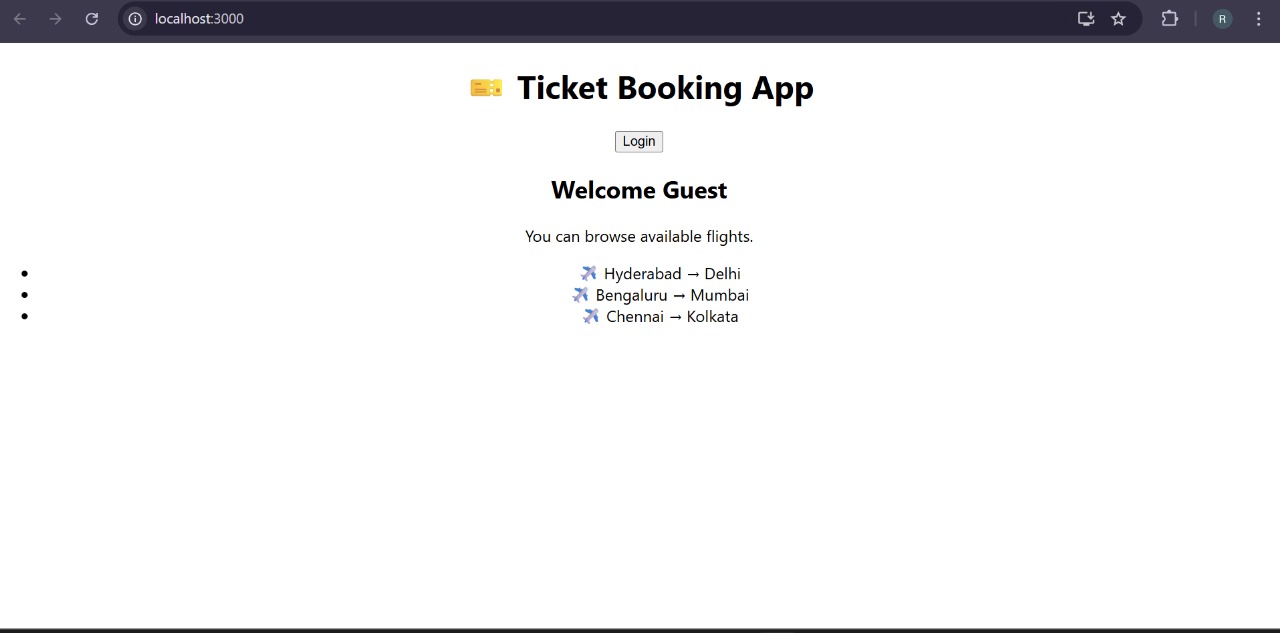 localhost:3000
R
🎫 Ticket Booking App
Login
Welcome Guest
You can browse available flights.
• ✈️ Hyderabad → Delhi
• ✈️ Bengaluru → Mumbai
• ✈️ Chennai → Kolkata